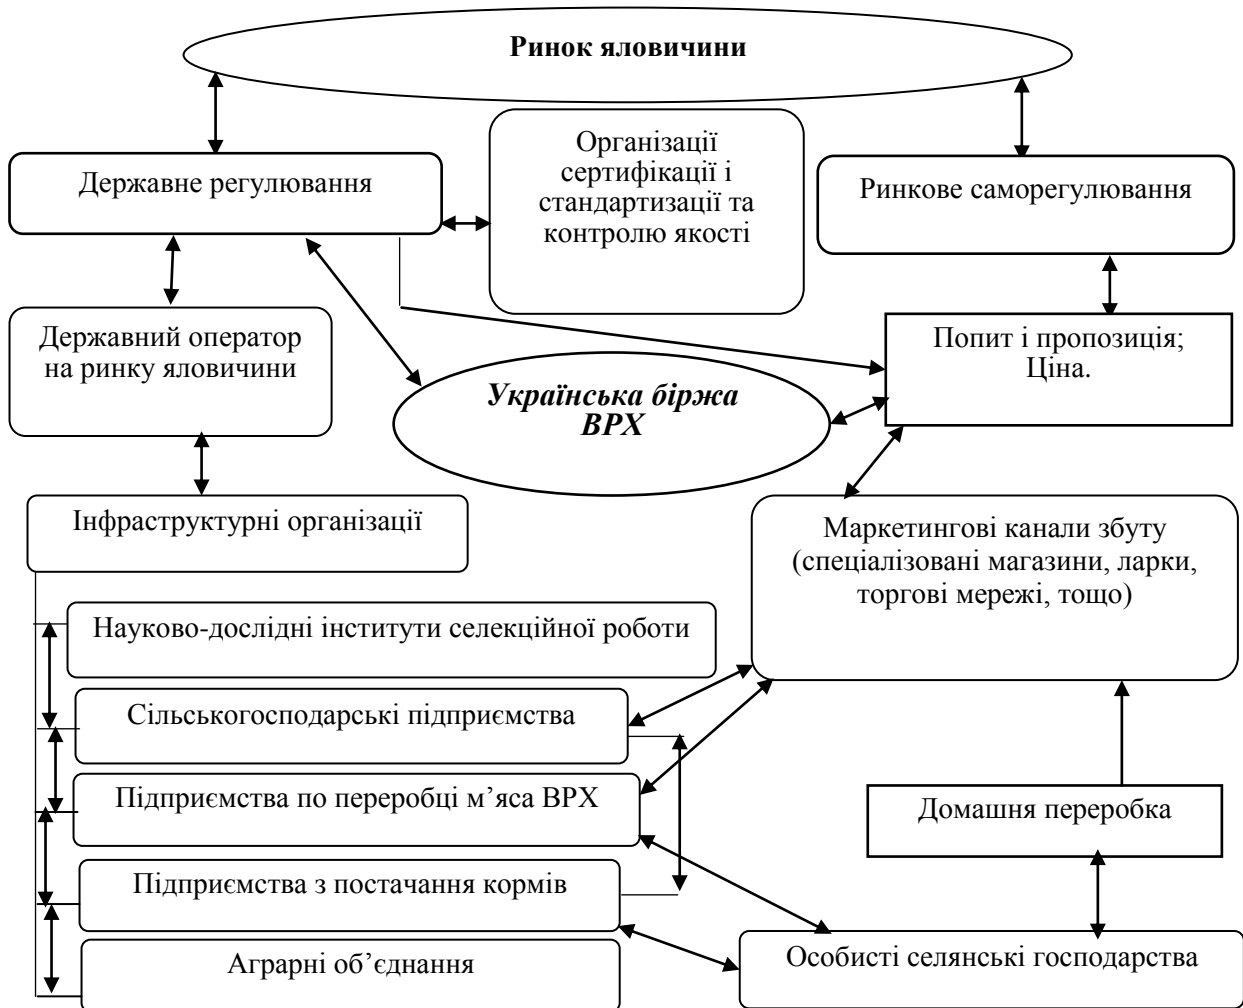 Ринок яловичини
Організації
сертифікації і
стандартизації та
контролю якості
Державне регулювання
Ринкове саморегулювання
Державний оператор
на ринку яловичини
Попит і пропозиція;
Ціна.
Українська біржа
ВРХ
Інфраструктурні організації
Маркетингові канали збуту
(спеціалізовані магазини, ларки,
торгові мережі, тощо)
Науково-дослідні інститути селекційної роботи
Сільськогосподарські підприємства
Підприємства по переробці м’яса ВРХ
Домашня переробка
Підприємства з постачання кормів
Аграрні об’єднання
Особисті селянські господарства